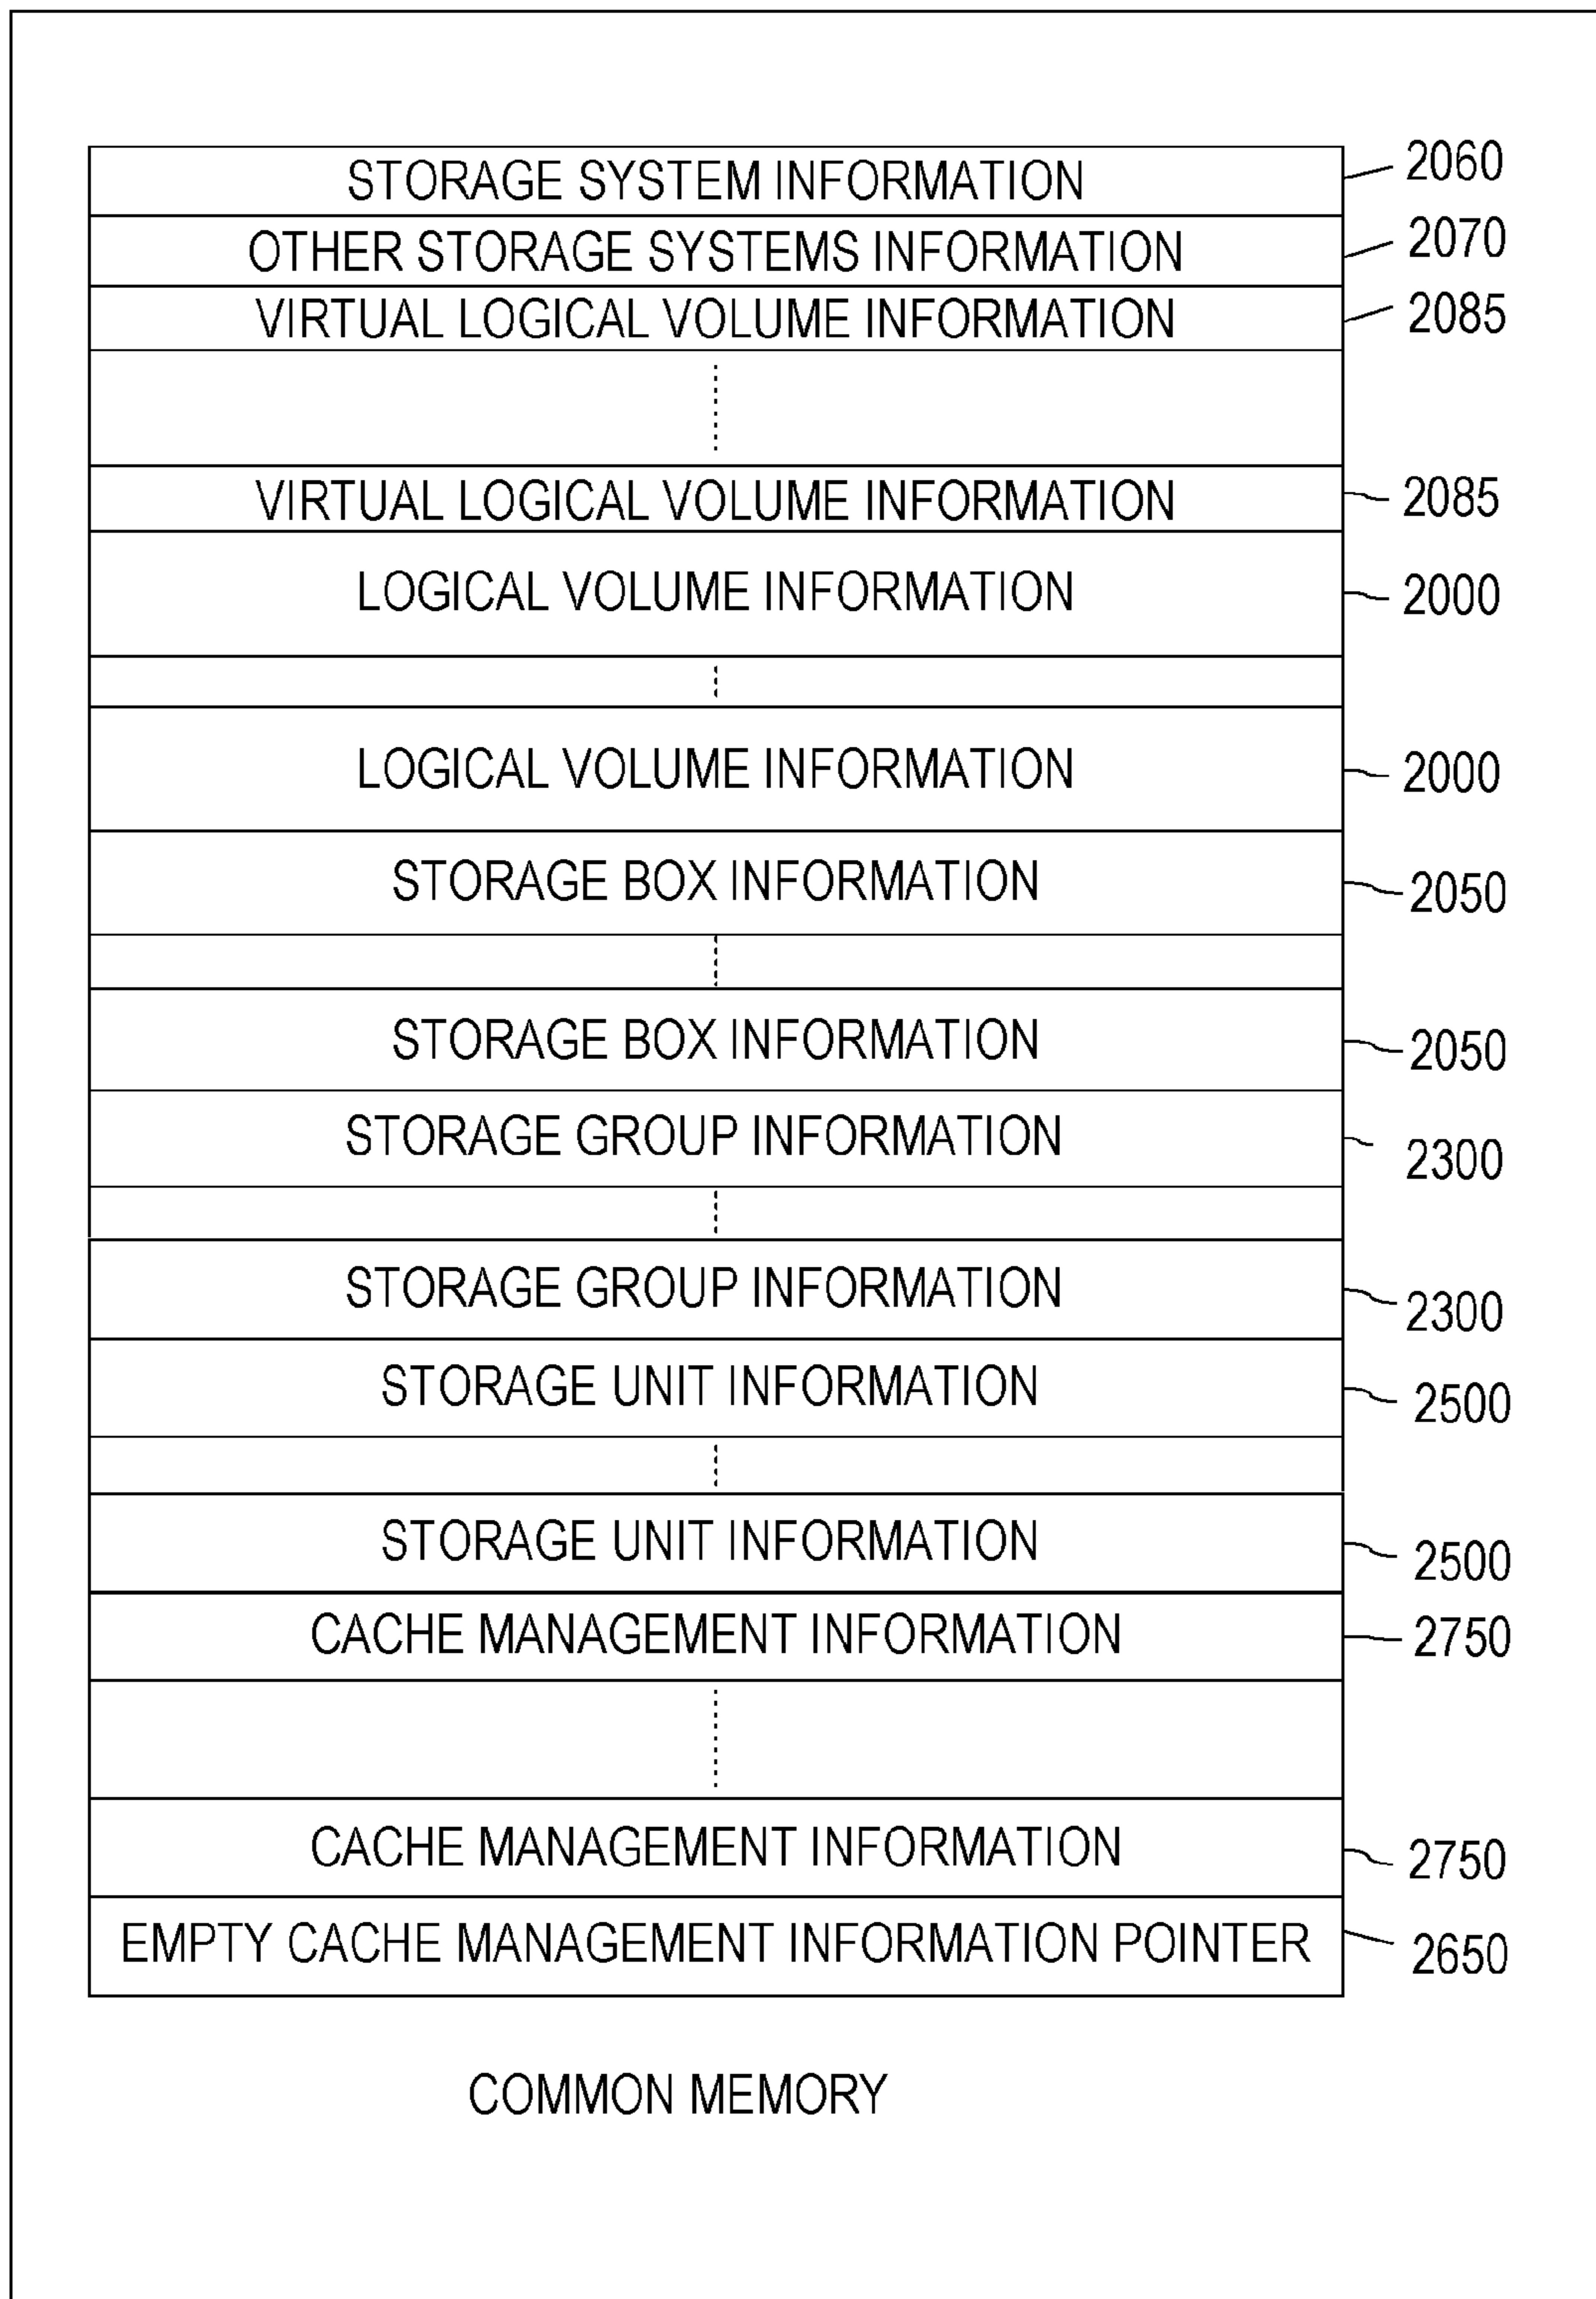 STORAGE SYSTEM INFORMATION 2060
OTHER STORAGE SYSTEMS INFORMATION 2070
VIRTUAL LOGICAL VOLUME INFORMATION 2085
VIRTUAL LOGICAL VOLUME INFORMATION 2085
LOGICAL VOLUME INFORMATION 2000
LOGICAL VOLUME INFORMATION 2000
STORAGE BOX INFORMATION 2050
STORAGE BOX INFORMATION 2050
STORAGE GROUP INFORMATION 2300
STORAGE GROUP INFORMATION 2300
STORAGE UNIT INFORMATION 2500
STORAGE UNIT INFORMATION 2500
CACHE MANAGEMENT INFORMATION 2750
CACHE MANAGEMENT INFORMATION 2750
EMPTY CACHE MANAGEMENT INFORMATION POINTER 2650
COMMON MEMORY